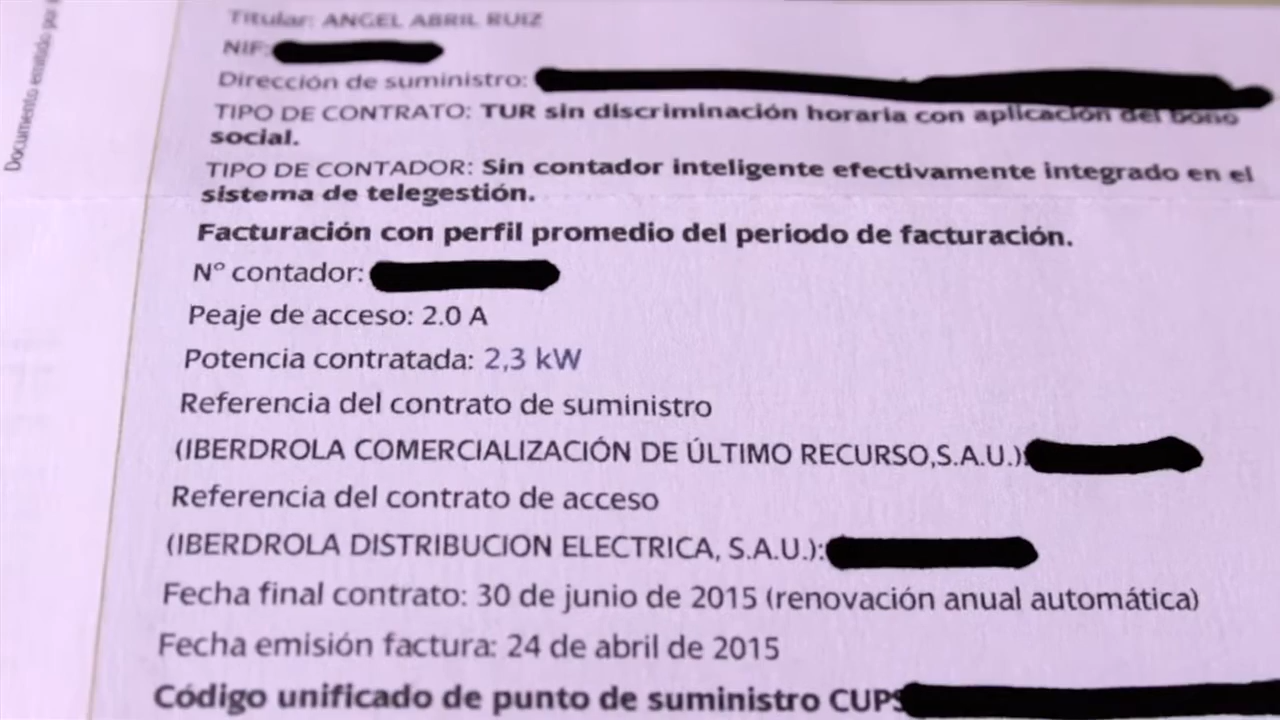 Titular: ANGEL ABRIL RUIZ
NIF:
Dirección de suministro:
TIPO DE CONTRATO: TUR sin discriminación horaria con aplicación del bono
social.
TIPO DE CONTADOR: Sin contador inteligente efectivamente integrado en el
sistema de telegestión.
Facturación con perfil promedio del periodo de facturación.
Nº contador:
Peaje de acceso: 2.0 A
Potencia contratada: 2,3 kW
Referencia del contrato de suministro
(IBERDROLA COMERCIALIZACIÓN DE ÚLTIMO RECURSO,S.A.U.):
Referencia del contrato de acceso
(IBERDROLA DISTRIBUCION ELECTRICA, S.A.U.):
Fecha final contrato: 30 de junio de 2015 (renovación anual automática)
Fecha emisión factura: 24 de abril de 2015
Código unificado de punto de suministro CUPS
Documento emitido por